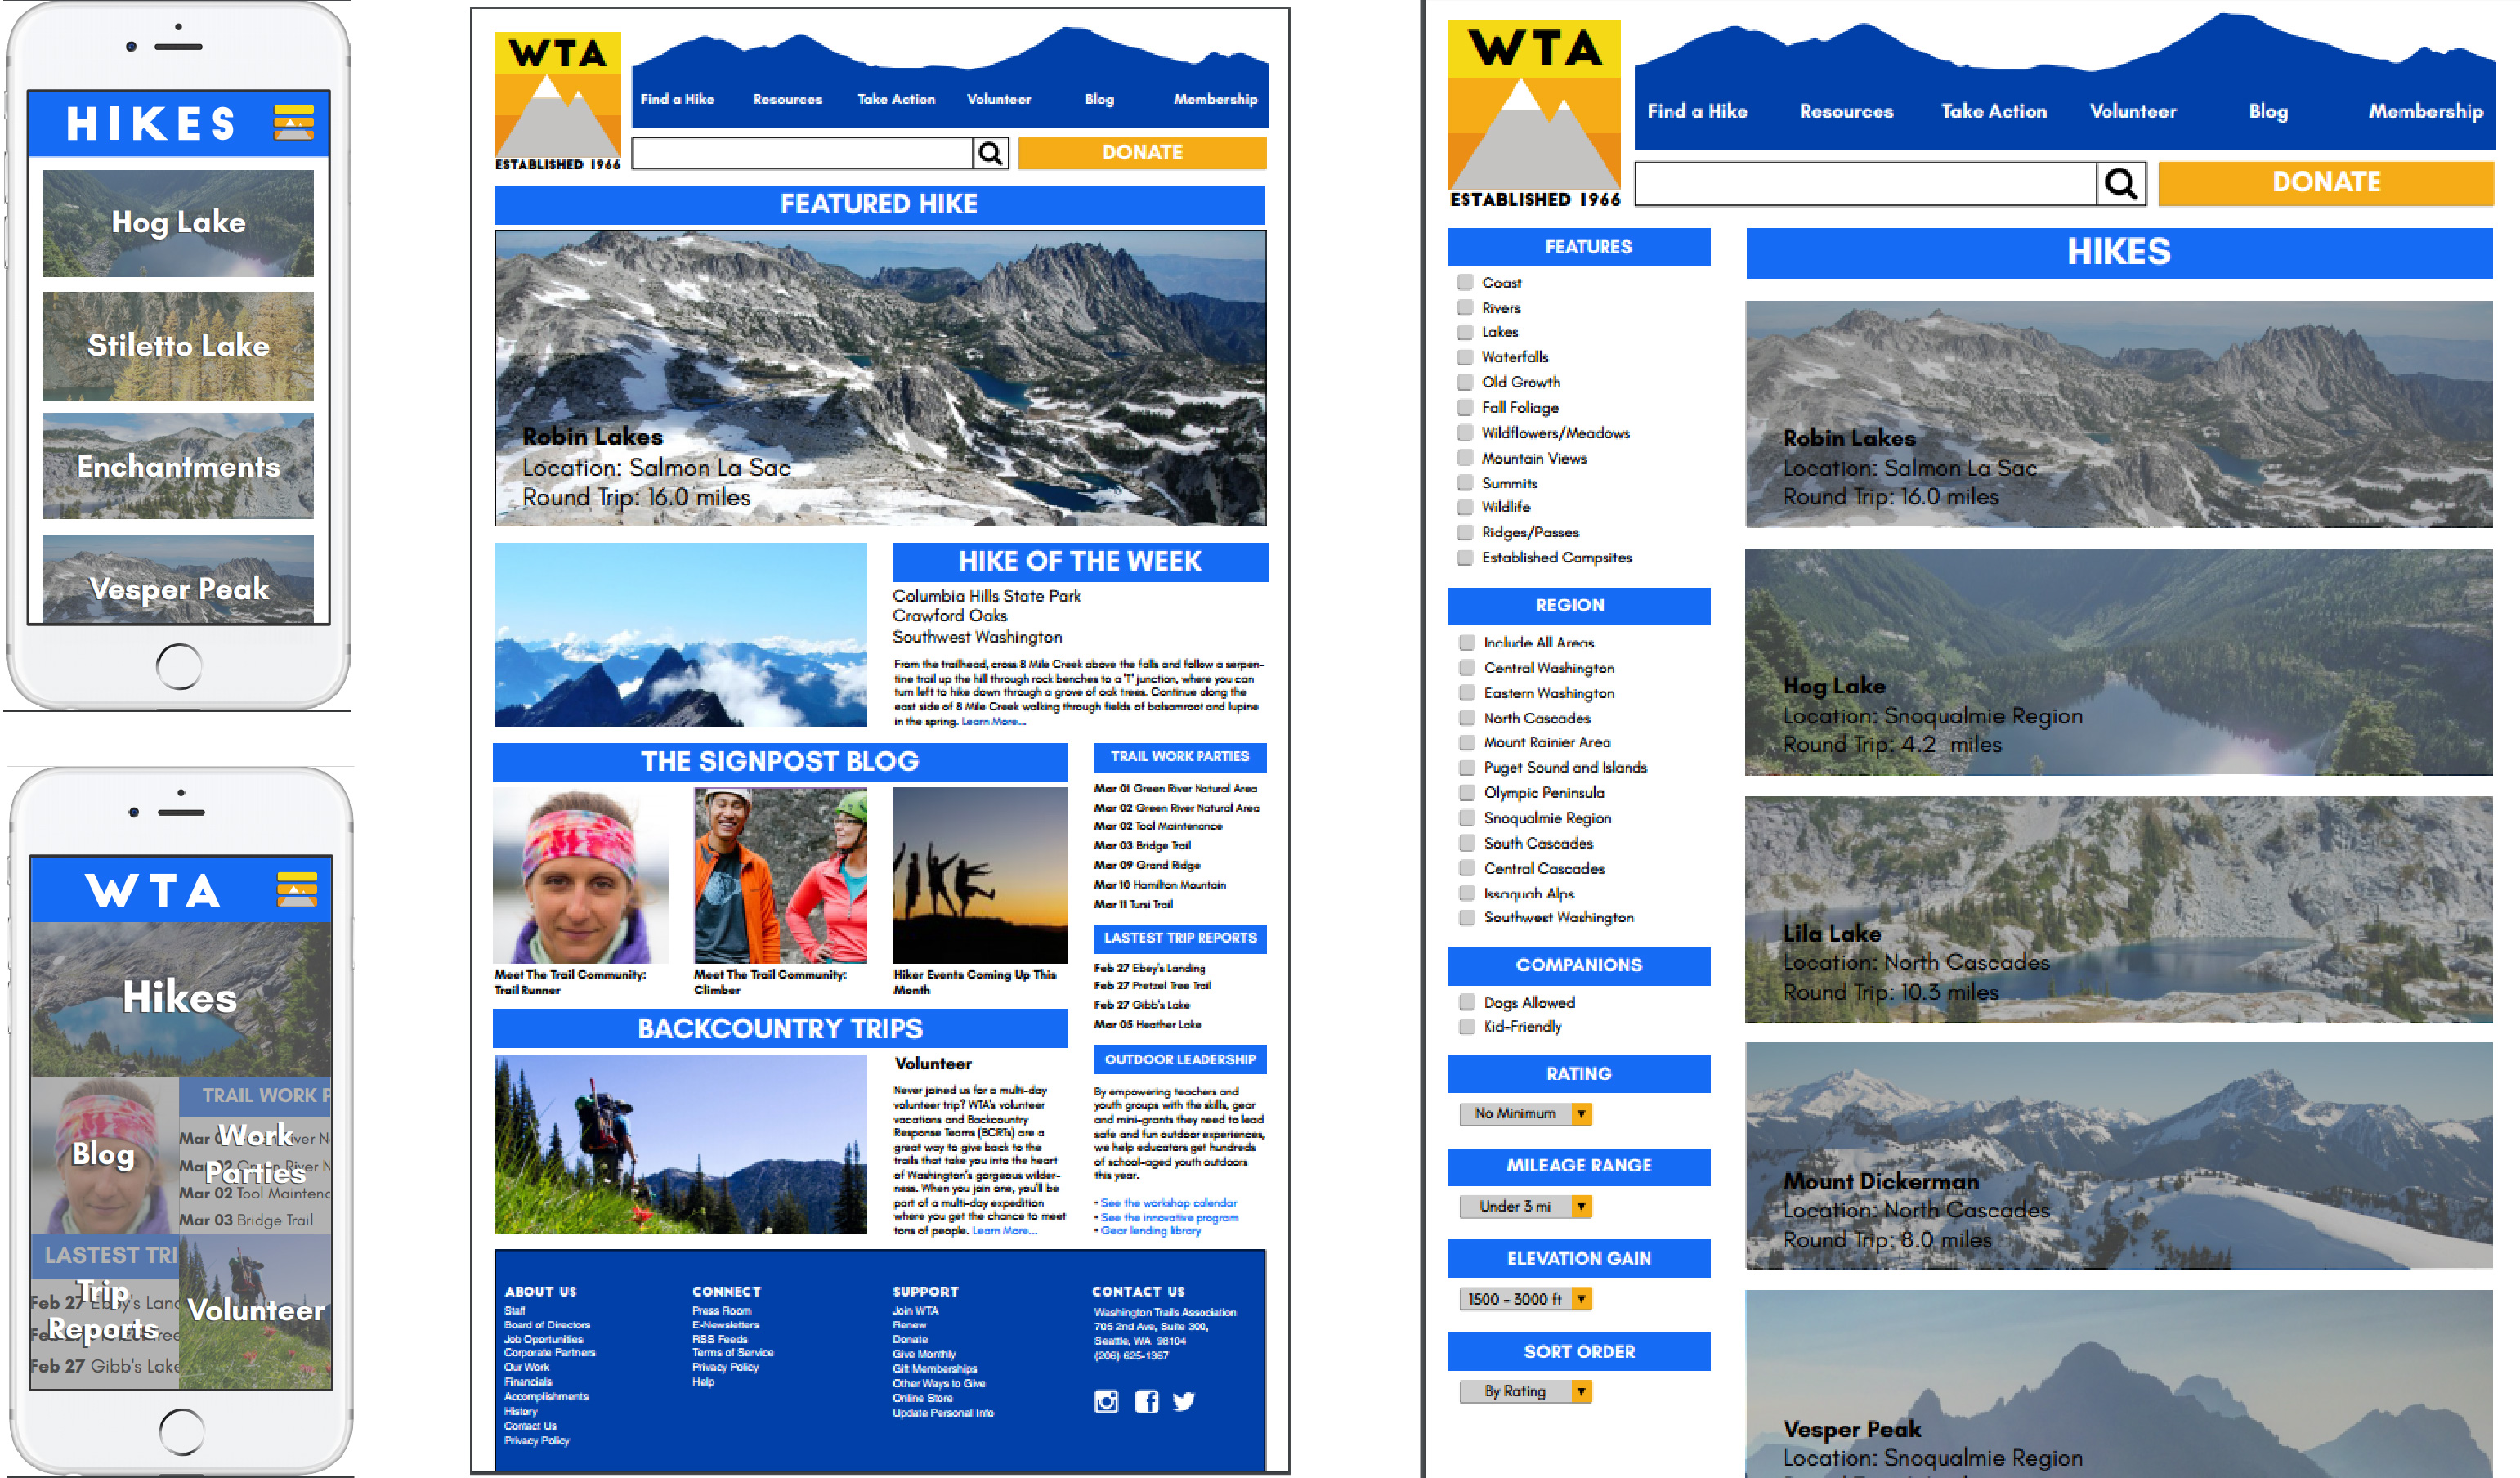 HIKES
Hog Lake
Stiletto Lake
Enchantments
Vesper Peak
WTA
Hikes
Blog
TRAIL WORK P
Work
Parties
Mar 02 Green River N
Mar 02 Tool Maintenanc
Mar 03 Bridge Trail
LASTEST TRI
Trip
Reports
Feb 27 Ebey's Land
Feb 27 Gibb's Lake
Volunteer
WTA
ESTABLISHED 1966
Find a Hike Resources Take Action Volunteer Blog Membership
DONATE
FEATURED HIKE
Robin Lakes
Location: Salmon La Sac
Round Trip: 16.0 miles
HIKE OF THE WEEK
Columbia Hills State Park
Crawford Oaks
Southwest Washington
From the trailhead, cross 8 Mile Creek above the falls and follow a serpen-
tine trail up the hill through rock benches to a 'T' junction, where you can
turn left to hike down through a grove of oak trees. Continue along the
east side of 8 Mile Creek walking through fields of balsamroot and lupine
in the spring. Learn More...
THE SIGNPOST BLOG
Meet The Trail Community:
Trail Runner
Meet The Trail Community:
Climber
Hiker Events Coming Up This
Month
TRAIL WORK PARTIES
Mar 01 Green River Natural Area
Mar 02 Green River Natural Area
Mar 02 Tool Maintenance
Mar 03 Bridge Trail
Mar 09 Grand Ridge
Mar 10 Hamilton Mountain
Mar 11 Tursi Trail
LASTEST TRIP REPORTS
Feb 27 Ebey's Landing
Feb 27 Pretzel Tree Trail
Feb 27 Gibb's Lake
Mar 05 Heather Lake
BACKCOUNTRY TRIPS
Volunteer
Never joined us for a multi-day
volunteer trip? WTA's volunteer
vacations and Backcountry
Response Teams (BCRTs) are a
great way to give back to the
trails that take you into the heart
of Washington's gorgeous wilder-
ness. When you join one, you'll be
part of a multi-day expedition
where you get the chance to meet
tons of people. Learn More...
OUTDOOR LEADERSHIP
By empowering teachers and
youth groups with the skills, gear
and mini-grants they need to lead
safe and fun outdoor experiences,
we help educators get hundreds
of school-aged youth outdoors
this year.
• See the workshop calendar
• See the innovative program
• Gear lending library
ABOUT US
Staff
Board of Directors
Job Oportunities
Corporate Partners
Our Work
Financials
Accomplishments
History
Contact Us
Privacy Policy
CONNECT
Press Room
E-Newsletters
RSS Feeds
Terms of Service
Privacy Policy
Help
SUPPORT
Join WTA
Renew
Donate
Give Monthly
Gift Memberships
Other Ways to Give
Online Store
Update Personal Info
CONTACT US
Washington Trails Association
705 2nd Ave, Suite 300,
Seattle, WA 98104
(206) 625-1367
WTA
ESTABLISHED 1966
Find a Hike Resources Take Action Volunteer Blog Membership
DONATE
FEATURES
Coast
Rivers
Lakes
Waterfalls
Old Growth
Fall Foliage
Wildflowers/Meadows
Mountain Views
Summits
Wildlife
Ridges/Passes
Established Campsites
REGION
Include All Areas
Central Washington
Eastern Washington
North Cascades
Mount Rainier Area
Puget Sound and Islands
Olympic Peninsula
Snoqualmie Region
South Cascades
Central Cascades
Issaquah Alps
Southwest Washington
COMPANIONS
Dogs Allowed
Kid-Friendly
RATING
No Minimum
MILEAGE RANGE
Under 3 mi
ELEVATION GAIN
1500 - 3000 ft
SORT ORDER
By Rating
HIKES
Robin Lakes
Location: Salmon La Sac
Round Trip: 16.0 miles
Hog Lake
Location: Snoqualmie Region
Round Trip: 4.2 miles
Lila Lake
Location: North Cascades
Round Trip: 10.3 miles
Mount Dickerman
Location: North Cascades
Round Trip: 8.0 miles
Vesper Peak
Location: Snoqualmie Region